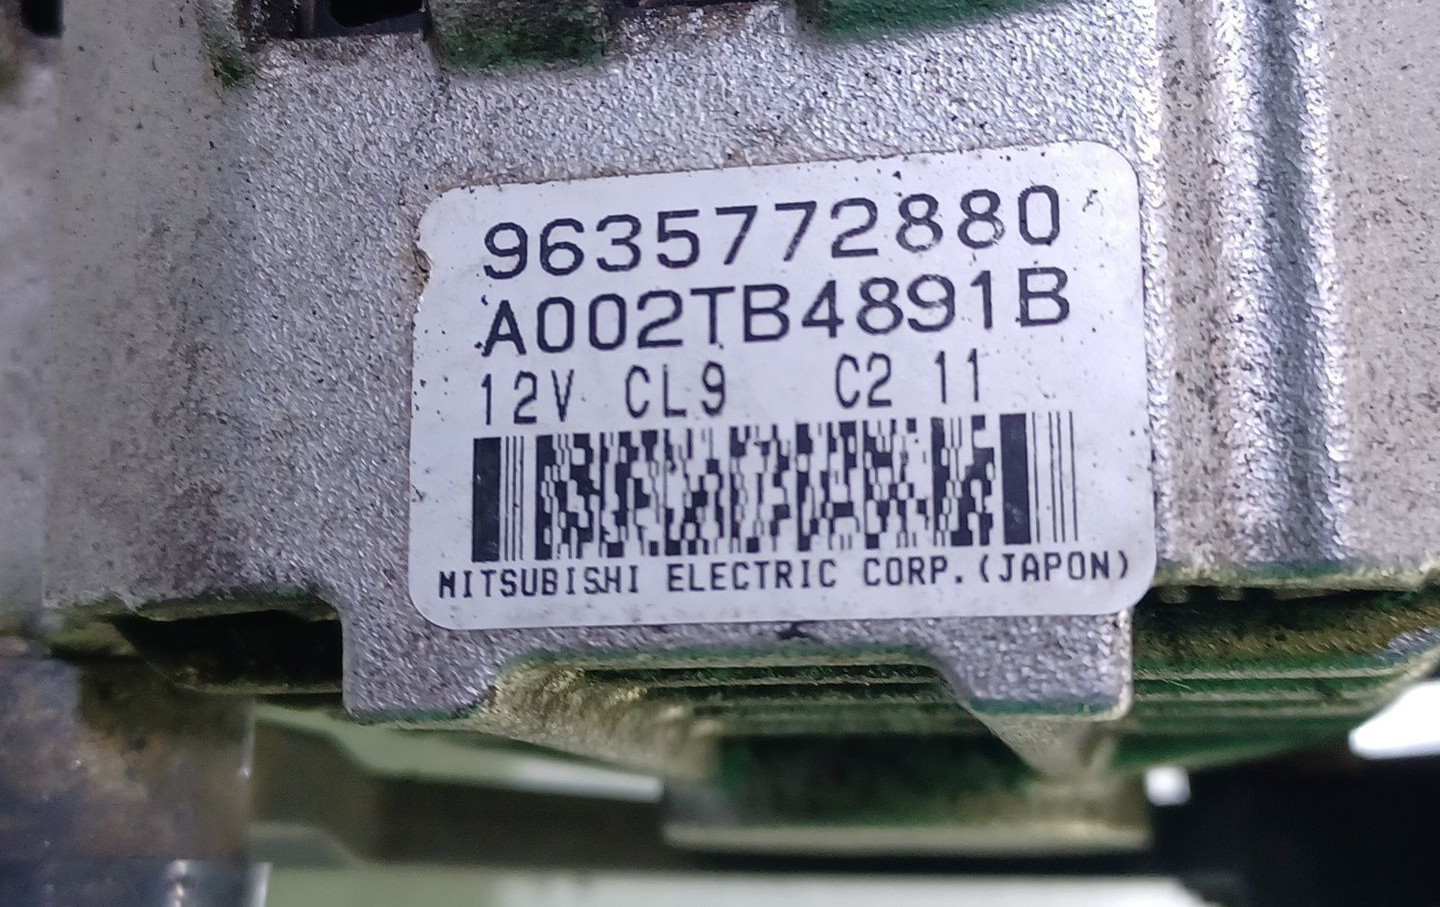 9635772880
A002TB4891B
12V CL9 C2 11
MITSUBISHI ELECTRIC CORP.(JAPON)